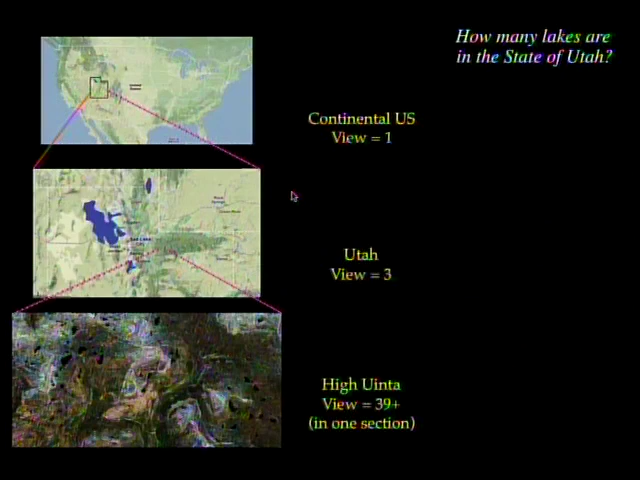 How many lakes are
in the State of Utah?
Continental US
View = 1
Utah
View = 3
High Uinta
View = 39+
(in one section)